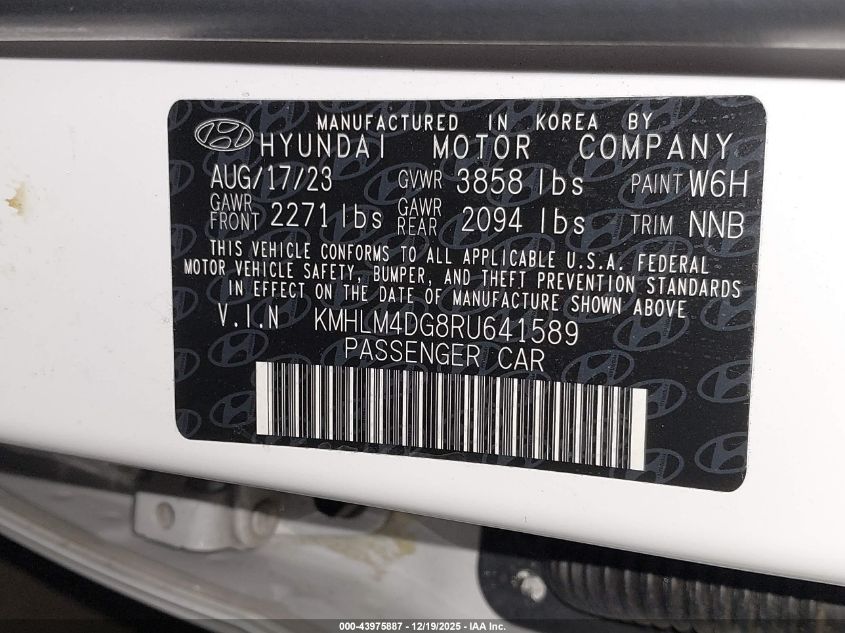 MANUFACTURED IN KOREA BY
HYUNDAI MOTOR COMPANY
AUG/17/23 GVWR 3858 lbs PAINT W6H
GAWR FRONT 2271 lbs GAWR REAR 2094 lbs TRIM NNB
THIS VEHICLE CONFORMS TO ALL APPLICABLE U.S.A. FEDERAL
MOTOR VEHICLE SAFETY, BUMPER, AND THEFT PREVENTION STANDARDS
IN EFFECT ON THE DATE OF MANUFACTURE SHOWN ABOVE
V.I.N KMHLM4DG8RU641589
PASSENGER CAR
000-43975887 - 12/19/2025 - IAA Inc.